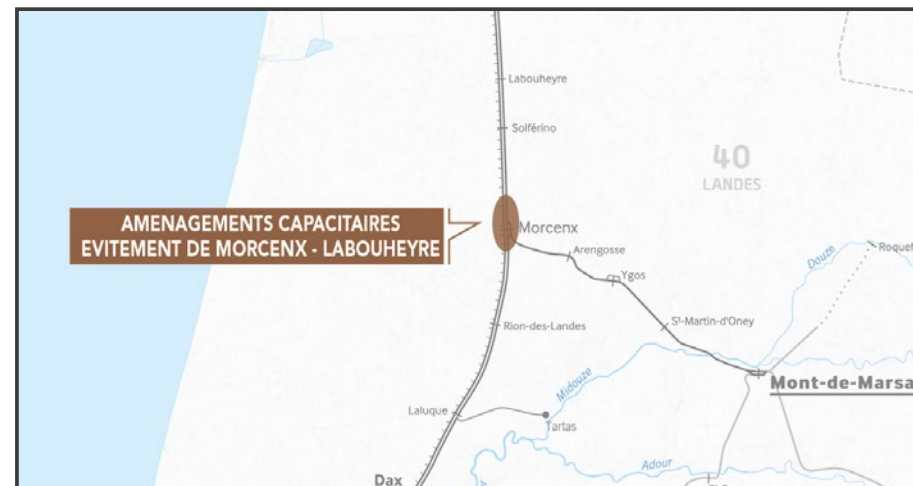 Labouheyre
Solférino
40
LANDES
AMENAGEMENTS CAPACITAIRES
EVITEMENT DE MORCENX - LABOUHEYRE
Morcenx
Arengosse
Ygos
Douze
Roquef
Rion-des-Landes
St-Martin-d'Oney
Midouze
Mont-de-Marsa
Laluque
Tartas
Adour
Dax